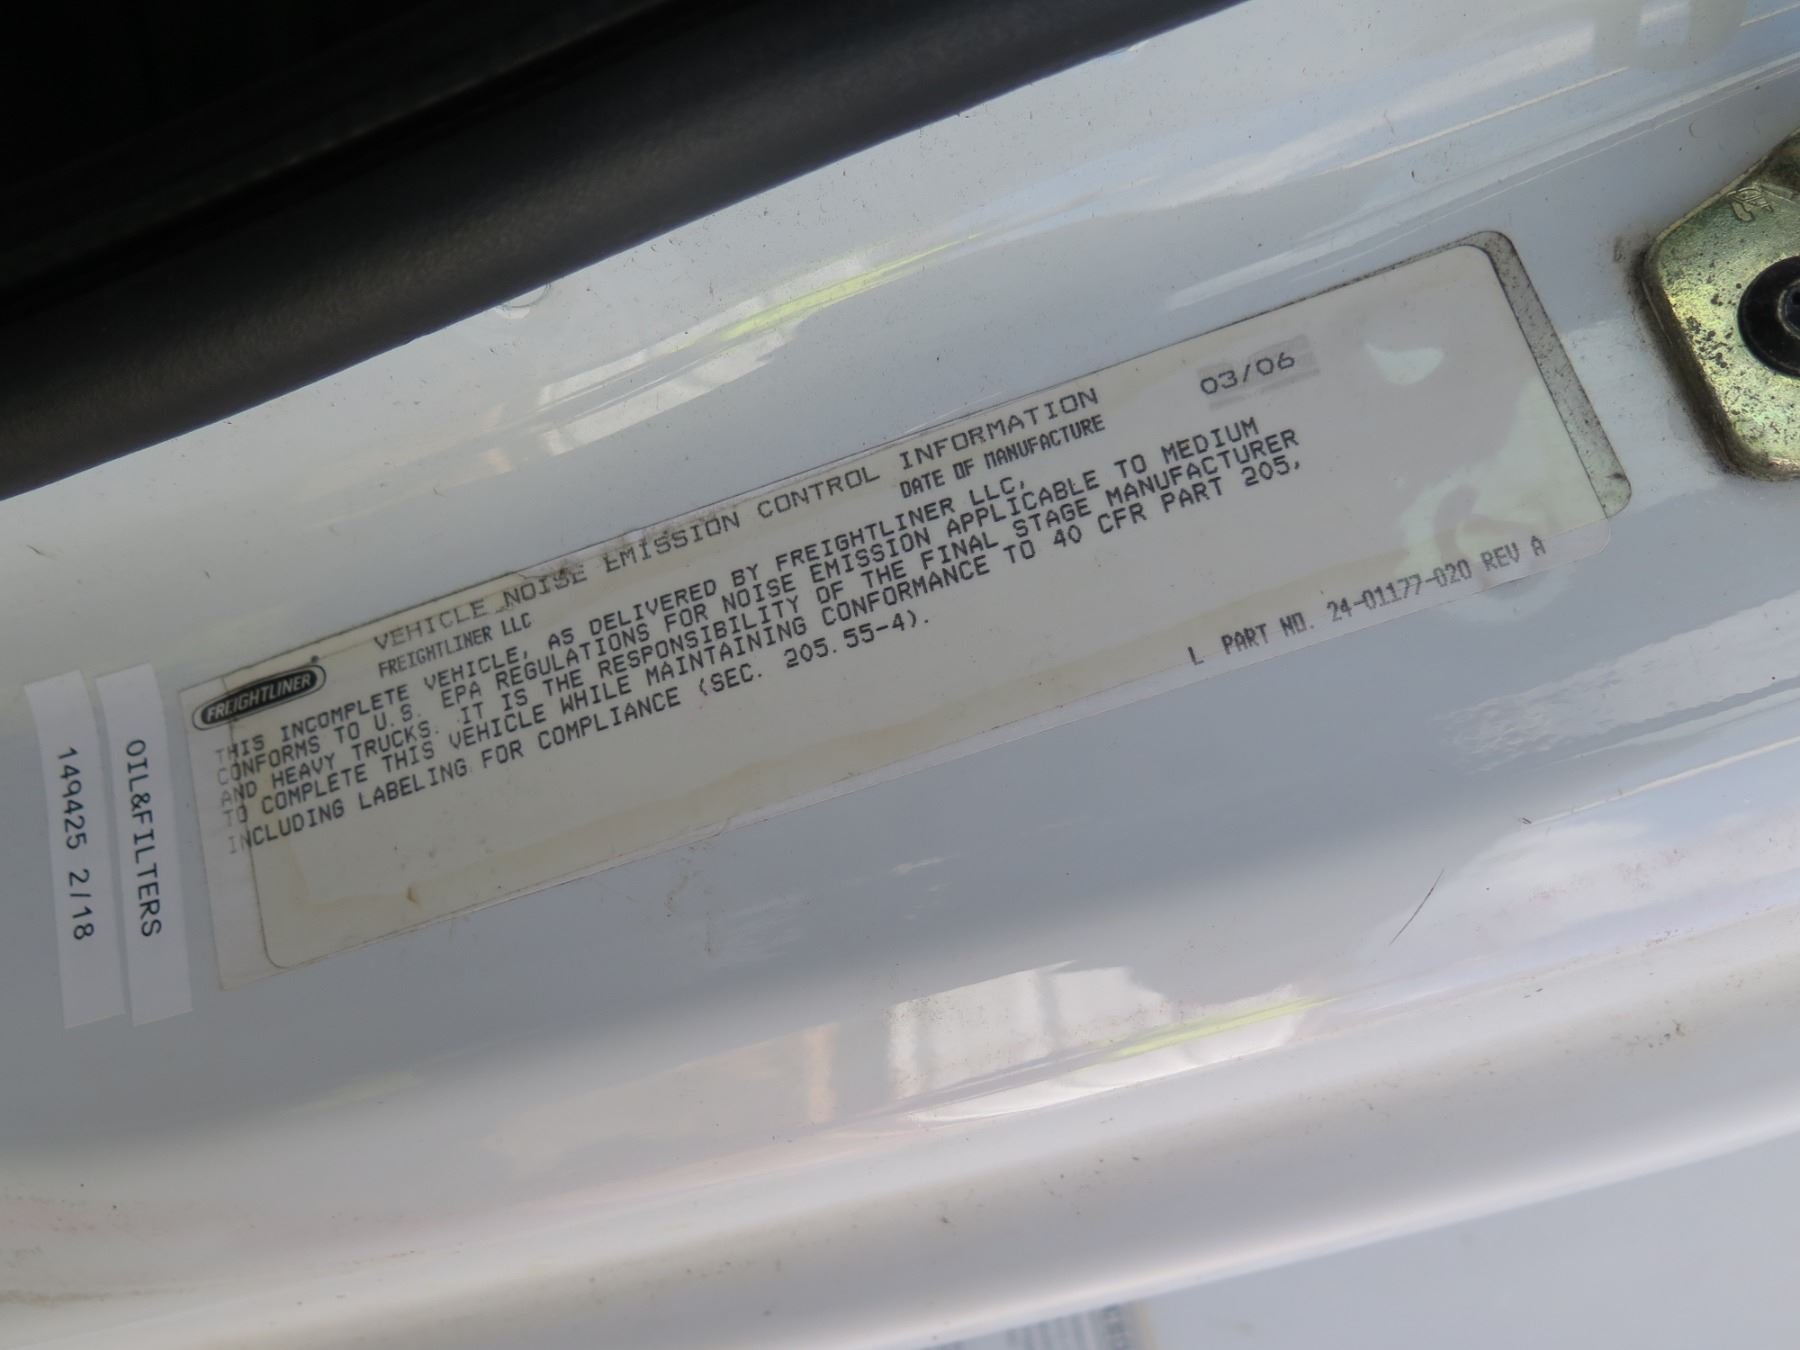 VEHICLE NOISE EMISSION CONTROL INFORMATION
FREIGHTLINER LLC DATE OF MANUFACTURE 03/06
FREIGHTLINER®
THIS INCOMPLETE VEHICLE, AS DELIVERED BY FREIGHTLINER LLC,
CONFORMS TO U.S. EPA REGULATIONS FOR NOISE EMISSION APPLICABLE TO MEDIUM
AND HEAVY TRUCKS. IT IS THE RESPONSIBILITY OF THE FINAL STAGE MANUFACTURER
TO COMPLETE THIS VEHICLE WHILE MAINTAINING CONFORMANCE TO 40 CFR PART 205,
INCLUDING LABELING FOR COMPLIANCE (SEC. 205.55-4).
L PART NO. 24-01177-020 REV A
OIL&FILTERS
149425 2/18